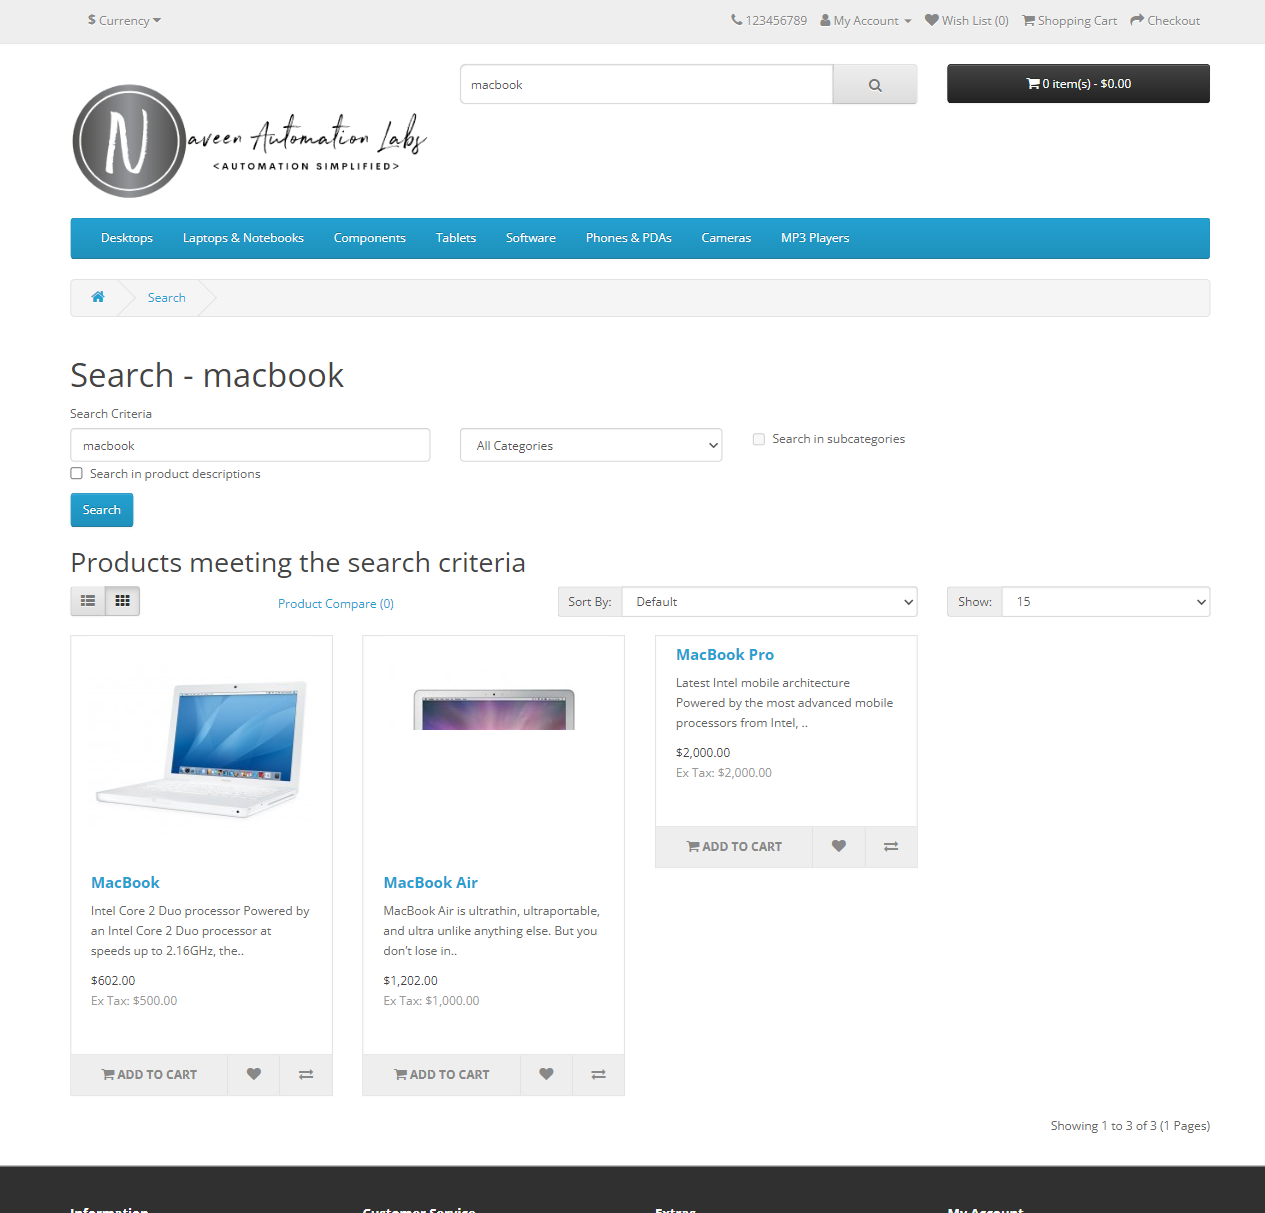 $ Currency
123456789 My Account Wish List (0) Shopping Cart Checkout
macbook
0 item(s) - $0.00
N
aveen Automation Labs
<AUTOMATION SIMPLIFIED>
Desktops Laptops & Notebooks Components Tablets Software Phones & PDAs Cameras MP3 Players
Search
Search - macbook
Search Criteria
macbook
All Categories
Search in subcategories
Search in product descriptions
Search
Products meeting the search criteria
Product Compare (0)
Sort By: Default
Show: 15
MacBook
Intel Core 2 Duo processor Powered by
an Intel Core 2 Duo processor at
speeds up to 2.16GHz, the..
$602.00
Ex Tax: $500.00
ADD TO CART
MacBook Air
MacBook Air is ultrathin, ultraportable,
and ultra unlike anything else. But you
don’t lose in..
$1,202.00
Ex Tax: $1,000.00
ADD TO CART
MacBook Pro
Latest Intel mobile architecture
Powered by the most advanced mobile
processors from Intel, ..
$2,000.00
Ex Tax: $2,000.00
ADD TO CART
Showing 1 to 3 of 3 (1 Pages)
Information
Customer Service
Extras
My Account